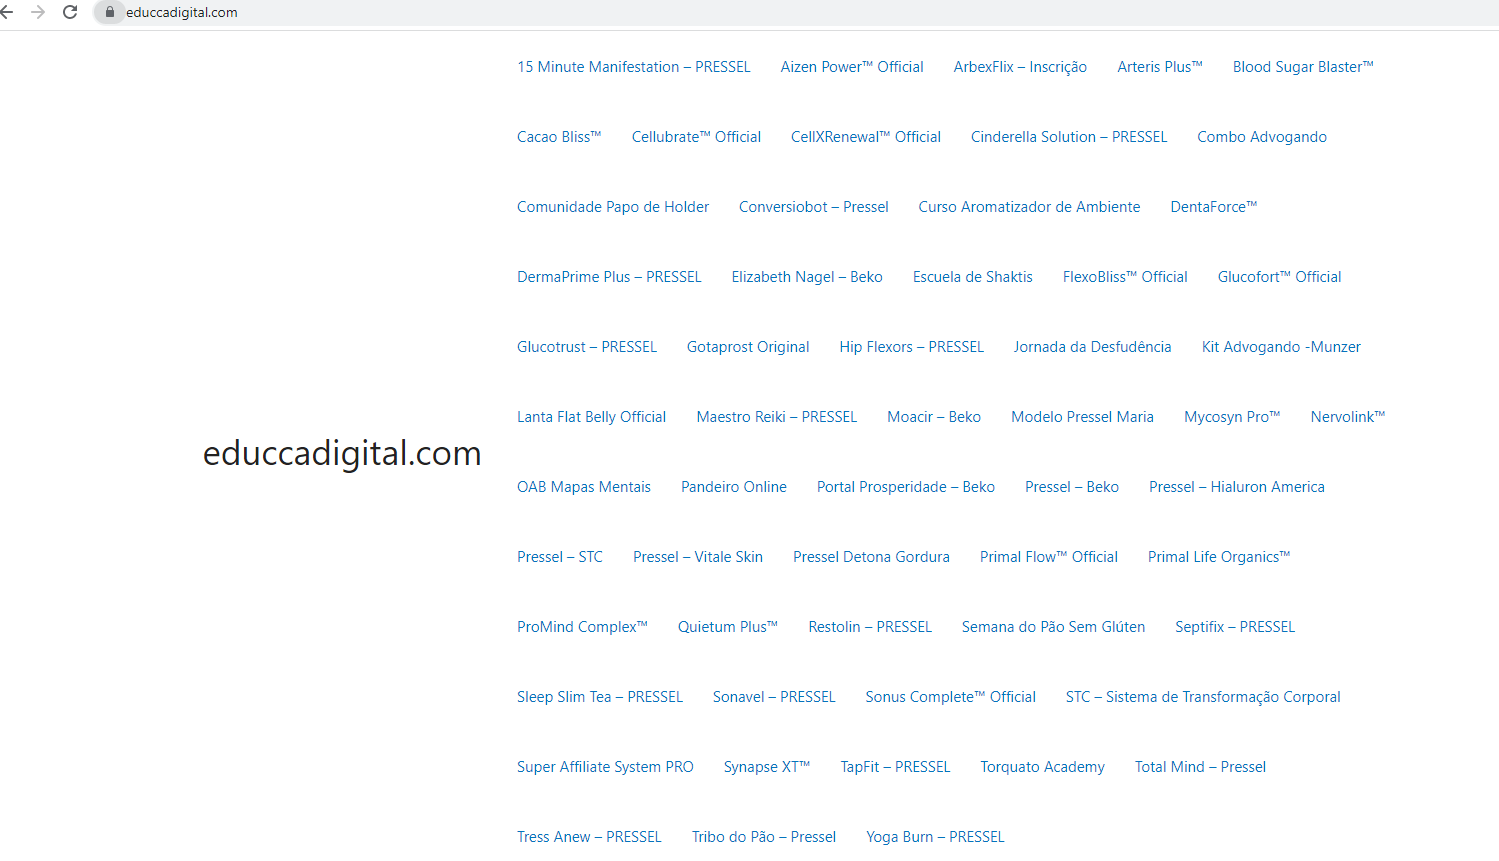 educcadigital.com
15 Minute Manifestation – PRESSEL Aizen Power™ Official ArbexFlix – Inscrição Arteris Plus™ Blood Sugar Blaster™
Cacao Bliss™ Cellubrate™ Official CellXRenewal™ Official Cinderella Solution – PRESSEL Combo Advogando
Comunidade Papo de Holder Conversiobot – Pressel Curso Aromatizador de Ambiente DentaForce™
DermaPrime Plus – PRESSEL Elizabeth Nagel – Beko Escuela de Shaktis FlexoBliss™ Official Glucofort™ Official
Glucotrust – PRESSEL Gotaprost Original Hip Flexors – PRESSEL Jornada da Desfudência Kit Advogando -Munzer
Lanta Flat Belly Official Maestro Reiki – PRESSEL Moacir – Beko Modelo Pressel Maria Mycosyn Pro™ Nervolink™
educcadigital.com
OAB Mapas Mentais Pandeiro Online Portal Prosperidade – Beko Pressel – Beko Pressel – Hialuron America
Pressel – STC Pressel – Vitale Skin Pressel Detona Gordura Primal Flow™ Official Primal Life Organics™
ProMind Complex™ Quietum Plus™ Restolin – PRESSEL Semana do Pão Sem Glúten Septifix – PRESSEL
Sleep Slim Tea – PRESSEL Sonavel – PRESSEL Sonus Complete™ Official STC – Sistema de Transformação Corporal
Super Affiliate System PRO Synapse XT™ TapFit – PRESSEL Torquato Academy Total Mind – Pressel
Tress Anew – PRESSEL Tribo do Pão – Pressel Yoga Burn – PRESSEL